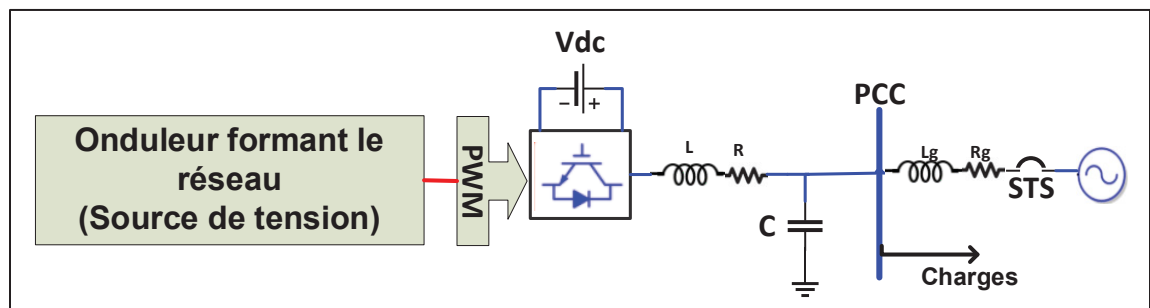 Vdc
PCC
Onduleur formant le
réseau
(Source de tension)
PWM
L
R
Lg
Rg
STS
C
Charges